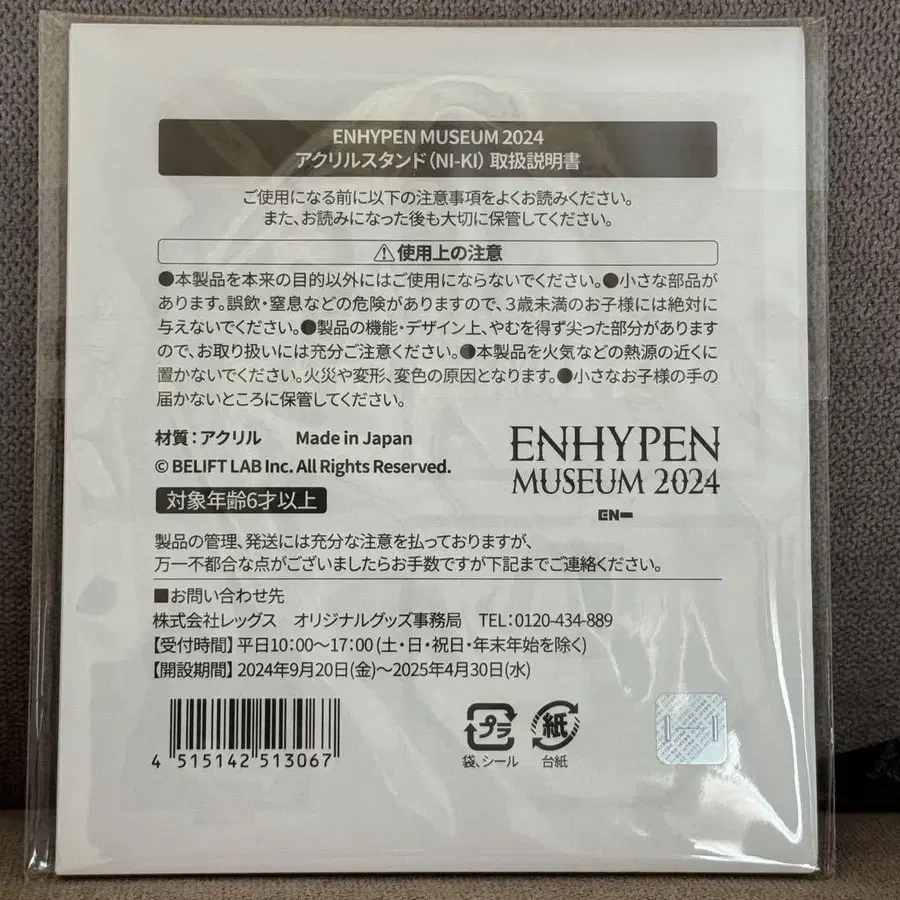 ENHYPEN MUSEUM 2024
アクリルスタンド(NI-KI) 取扱説明書
ご使用になる前に以下の注意事項をよくお読みください。
また、お読みになった後も大切に保管してください。
⚠使用上の注意
●本製品を本来の目的以外にはご使用にならないでください。●小さな部品が
あります。誤飲・窒息などの危険がありますので、3歳未満のお子様には絶対に
与えないでください。●製品の機能・デザイン上、やむを得ず尖った部分があります
ので、お取り扱いには充分ご注意ください。●本製品を火気などの熱源の近くに
置かないでください。火災や変形、変色の原因となります。●小さなお子様の手の
届かないところに保管してください。
材質:アクリル Made in Japan
© BELIFT LAB Inc. All Rights Reserved.
対象年齢6才以上
ENHYPEN
MUSEUM 2024
EN-
製品の管理、発送には充分な注意を払っておりますが、
万一不都合な点がございましたらお手数ですが下記までご連絡ください。
■お問い合わせ先
株式会社レッグス オリジナルグッズ事務局 TEL:0120-434-889
【受付時間】平日10:00～17:00 (土・日・祝日・年末年始を除く)
【開設期間】2024年9月20日(金)～2025年4月30日(水)
4 515142 513067
プラ
袋、シール
紙
台紙